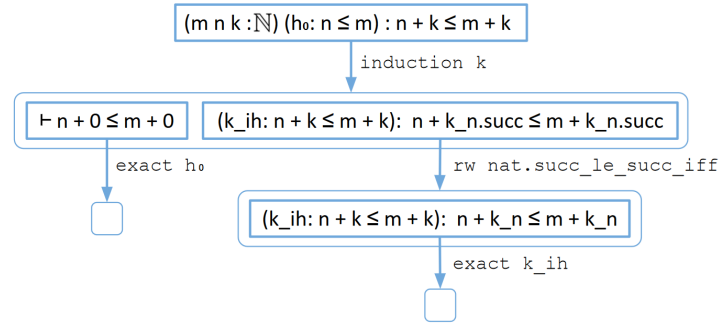 (m n k :ℕ) (h₀: n ≤ m) : n + k ≤ m + k
induction k
⊢ n + 0 ≤ m + 0
(k_ih: n + k ≤ m + k): n + k_n.succ ≤ m + k_n.succ
exact h₀
rw nat.succ_le_succ_iff
(k_ih: n + k ≤ m + k): n + k_n ≤ m + k_n
exact k_ih